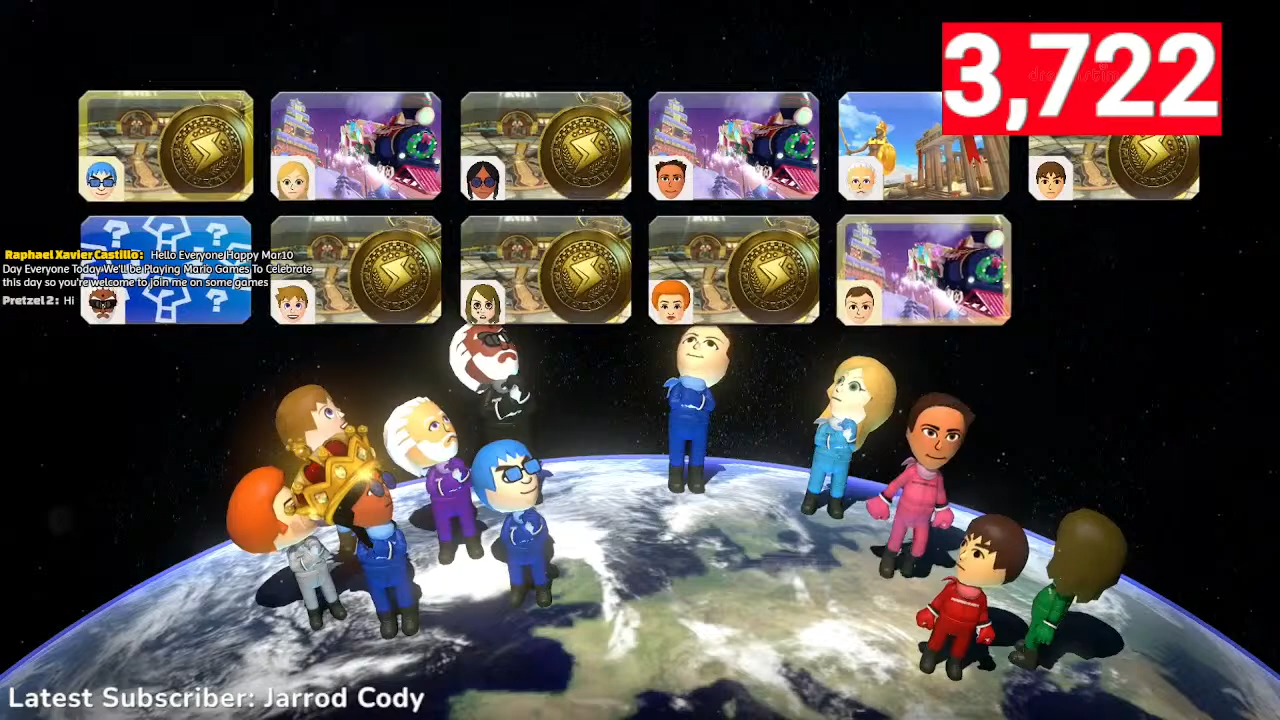 3,722
Raphael Xavier Castillo: Hello Everyone Happy Mar10
Day Everyone Today We'll be Playing Mario Games To Celebrate
this day so you're welcome to join me on some games
Pretzel 2: Hi
Latest Subscriber: Jarrod Cody